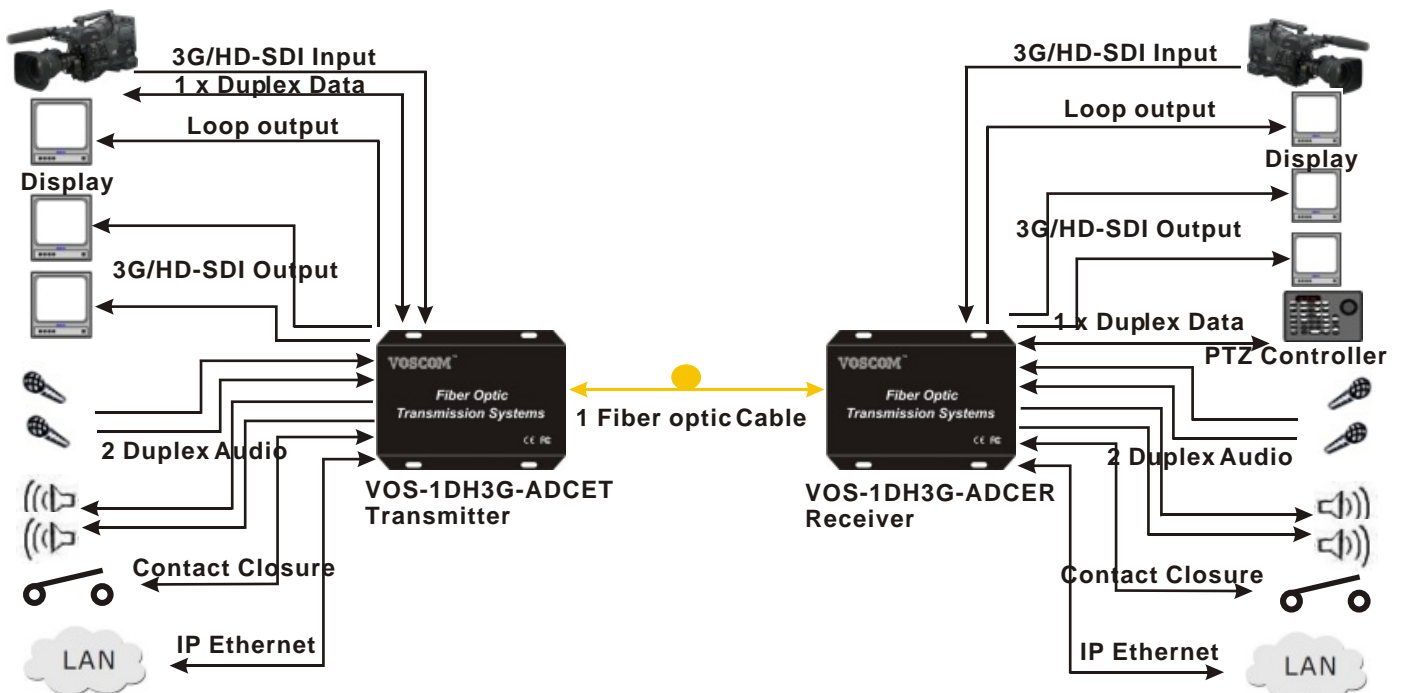 3G/HD-SDI Input
1 x Duplex Data
Loop output
Display
3G/HD-SDI Output
2 Duplex Audio
Contact Closure
IP Ethernet
LAN
VOSCOM™
Fiber Optic
Transmission Systems
CE FC
VOS-1DH3G-ADCET
Transmitter
1 Fiber optic Cable
VOSCOM™
Fiber Optic
Transmission Systems
CE FC
VOS-1DH3G-ADCER
Receiver
3G/HD-SDI Input
Loop output
Display
3G/HD-SDI Output
1 x Duplex Data
PTZ Controller
2 Duplex Audio
Contact Closure
IP Ethernet
LAN